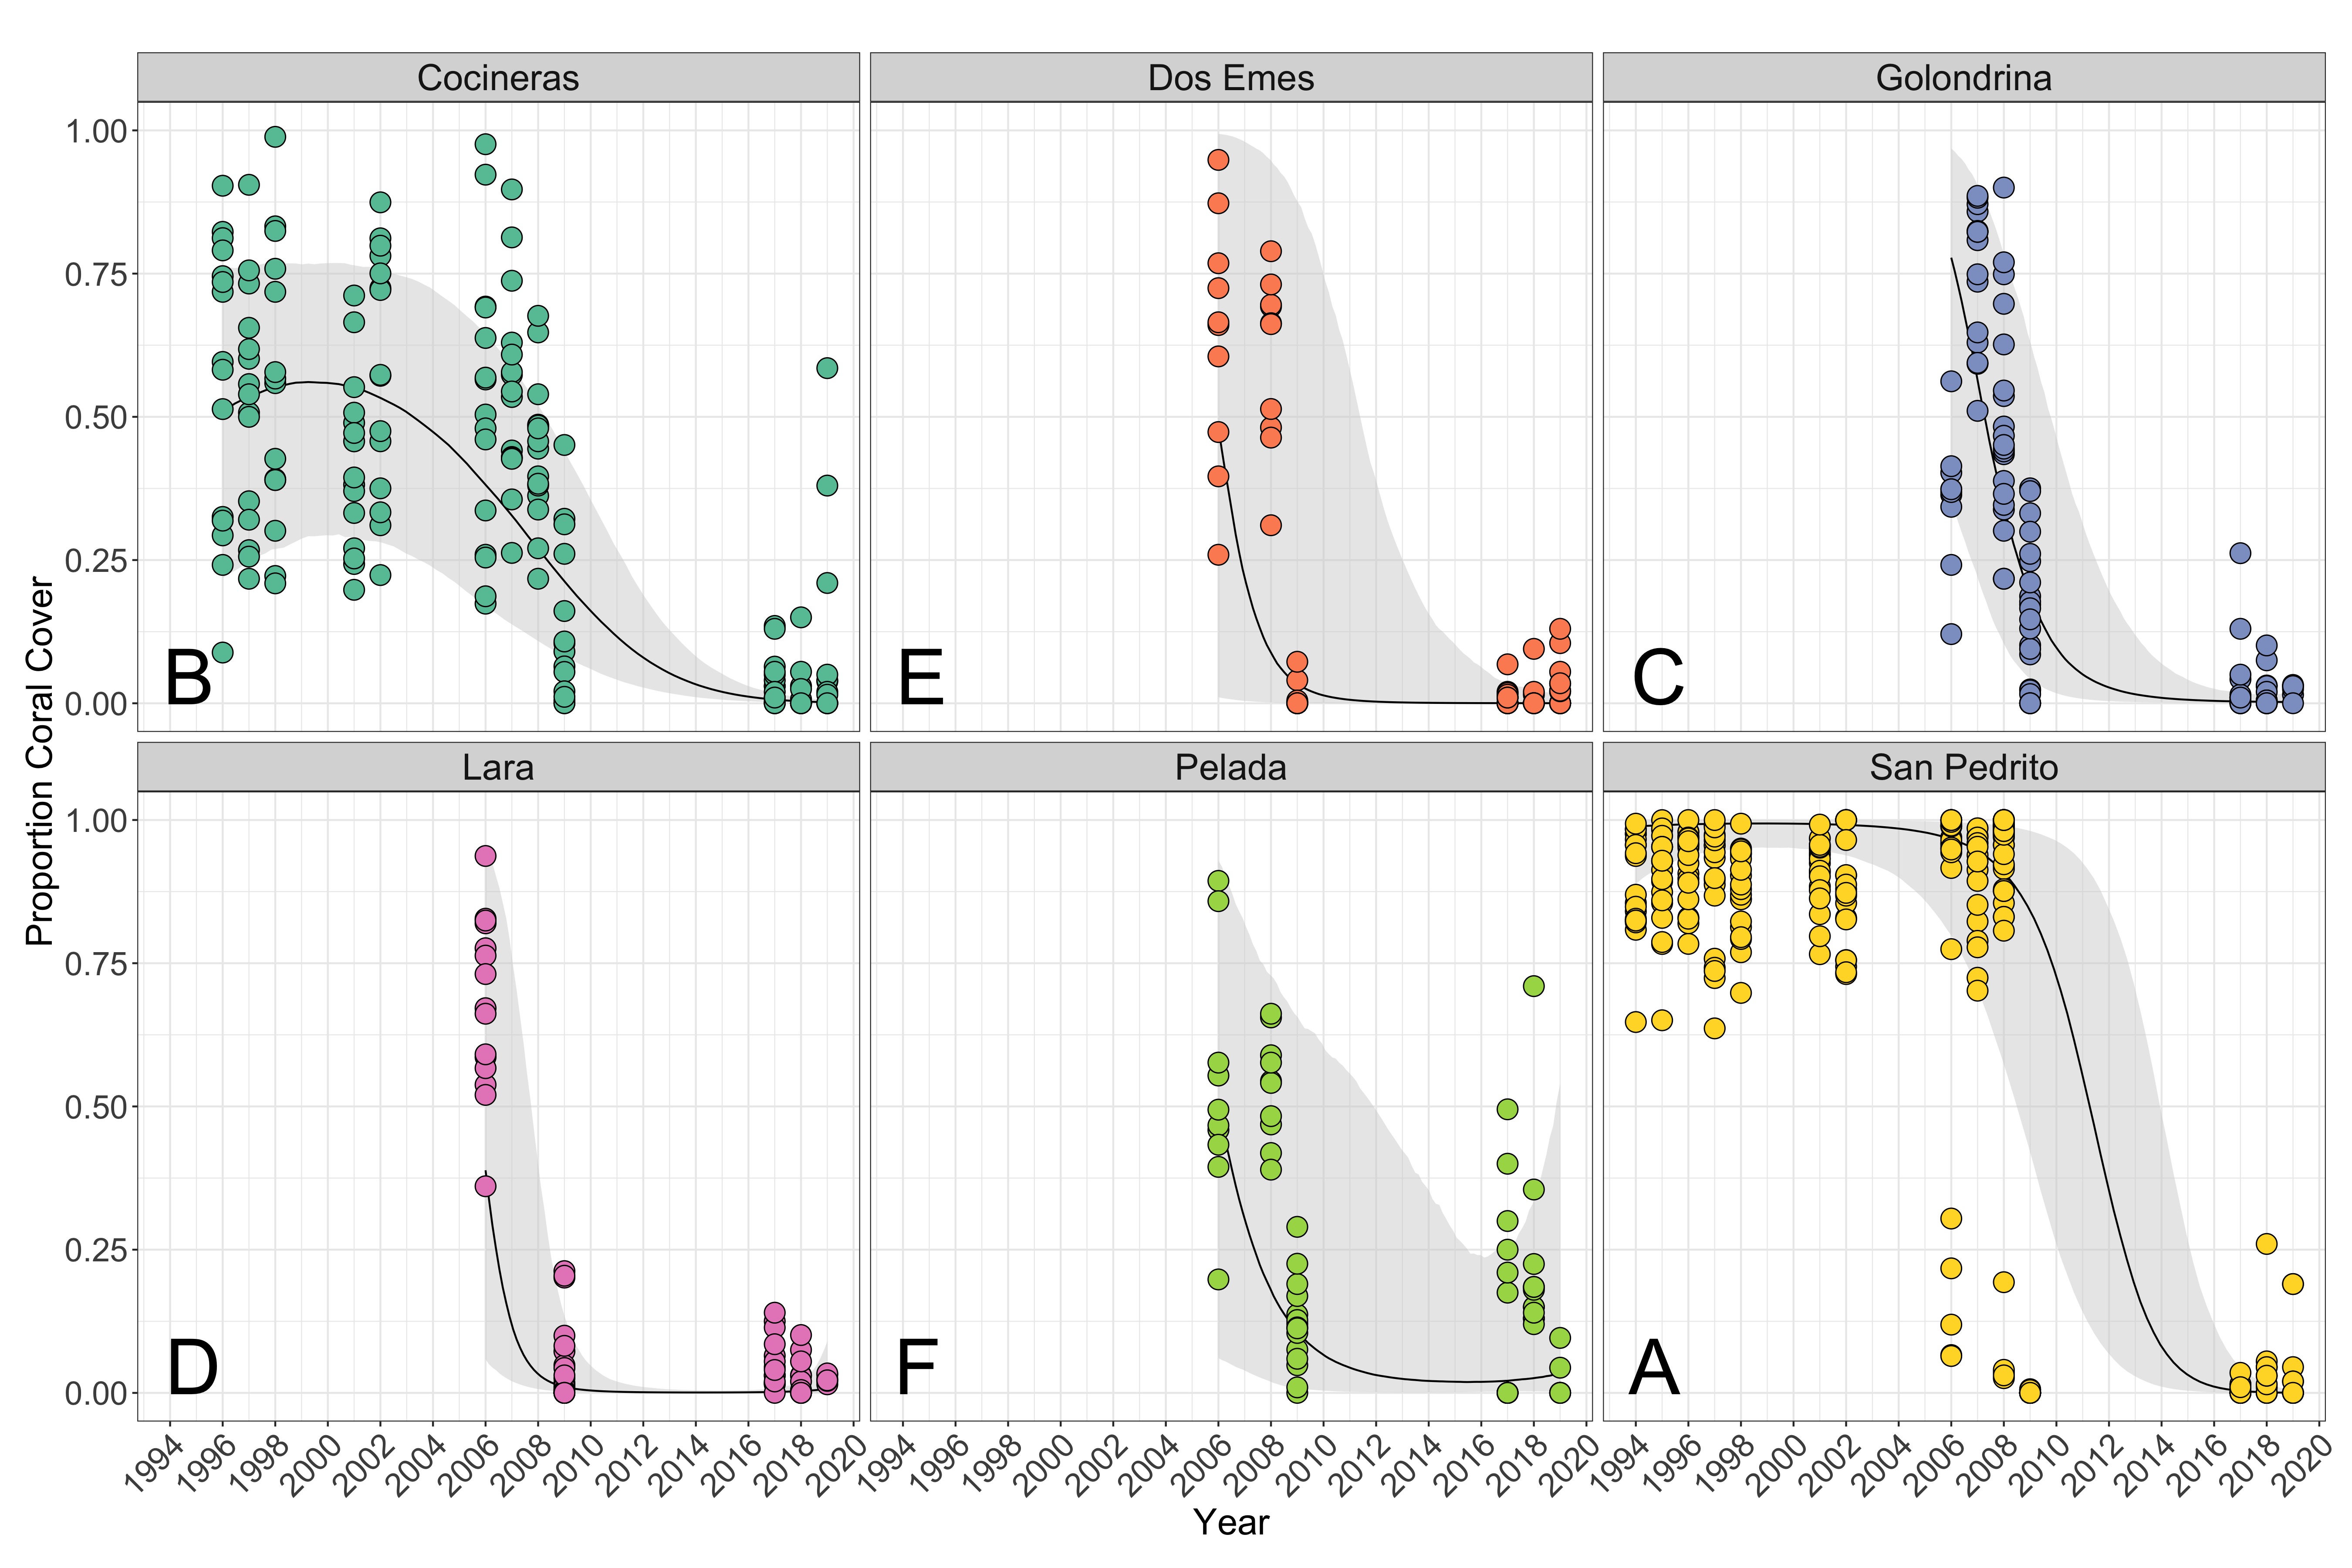 Cocineras Dos Emes Golondrina
1.00
0.75
0.50
0.25
0.00
B E C
Lara Pelada San Pedrito
1.00
0.75
0.50
0.25
0.00
D F A
1994 1996 1998 2000 2002 2004 2006 2008 2010 2012 2014 2016 2018 2020 1994 1996 1998 2000 2002 2004 2006 2008 2010 2012 2014 2016 2018 2020 1994 1996 1998 2000 2002 2004 2006 2008 2010 2012 2014 2016 2018 2020
Year
Proportion Coral Cover